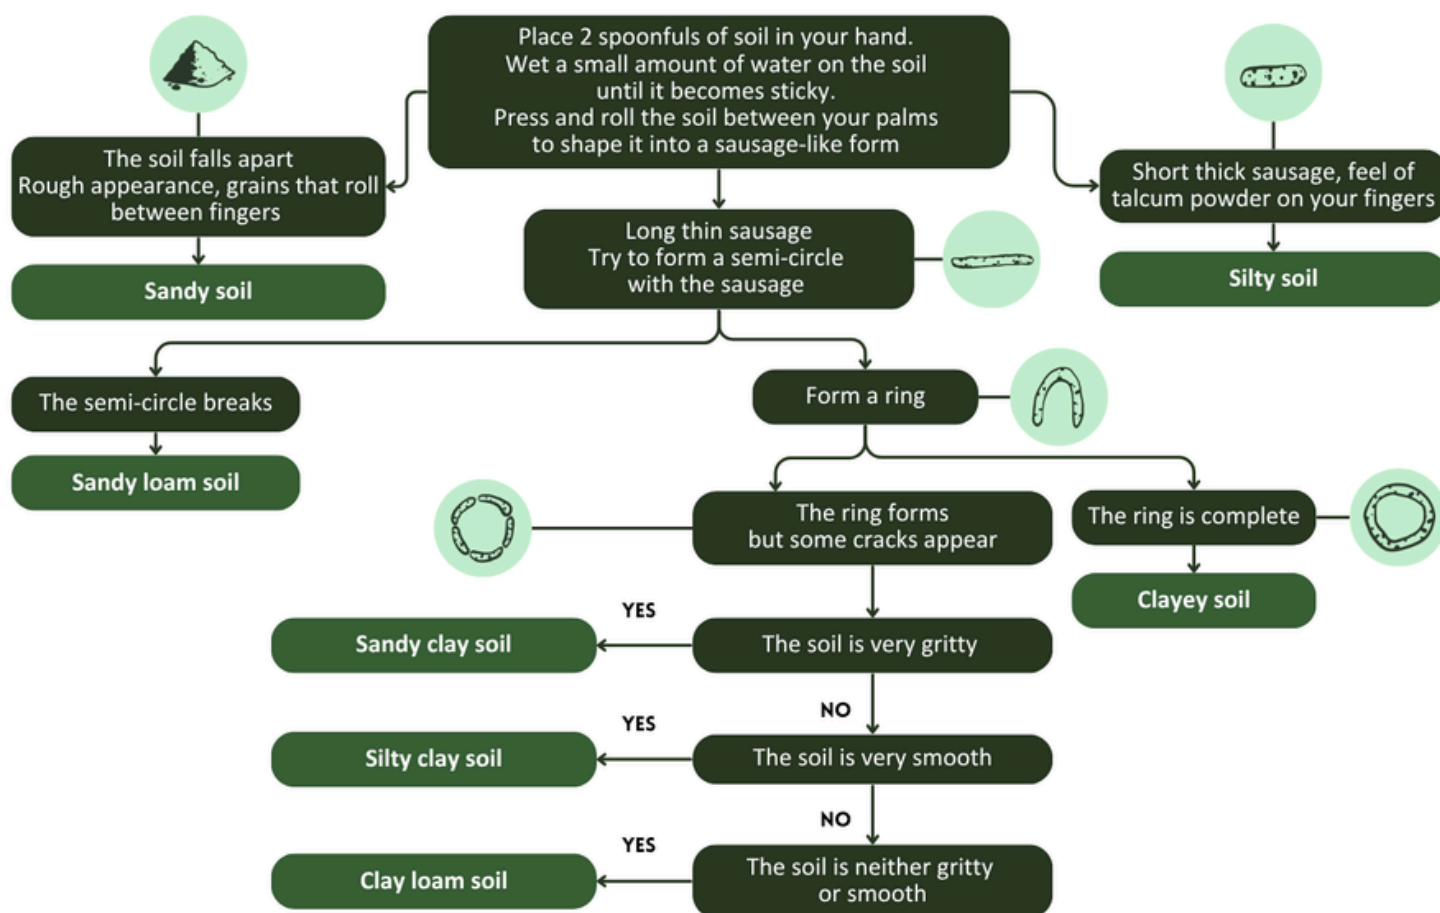 Place 2 spoonfuls of soil in your hand.
Wet a small amount of water on the soil
until it becomes sticky.
Press and roll the soil between your palms
to shape it into a sausage-like form
The soil falls apart
Rough appearance, grains that roll
between fingers
Sandy soil
Short thick sausage, feel of
talcum powder on your fingers
Silty soil
Long thin sausage
Try to form a semi-circle
with the sausage
The semi-circle breaks
Sandy loam soil
Form a ring
The ring forms
but some cracks appear
The ring is complete
Clayey soil
YES
Sandy clay soil
The soil is very gritty
NO
YES
Silty clay soil
The soil is very smooth
NO
YES
Clay loam soil
The soil is neither gritty
or smooth